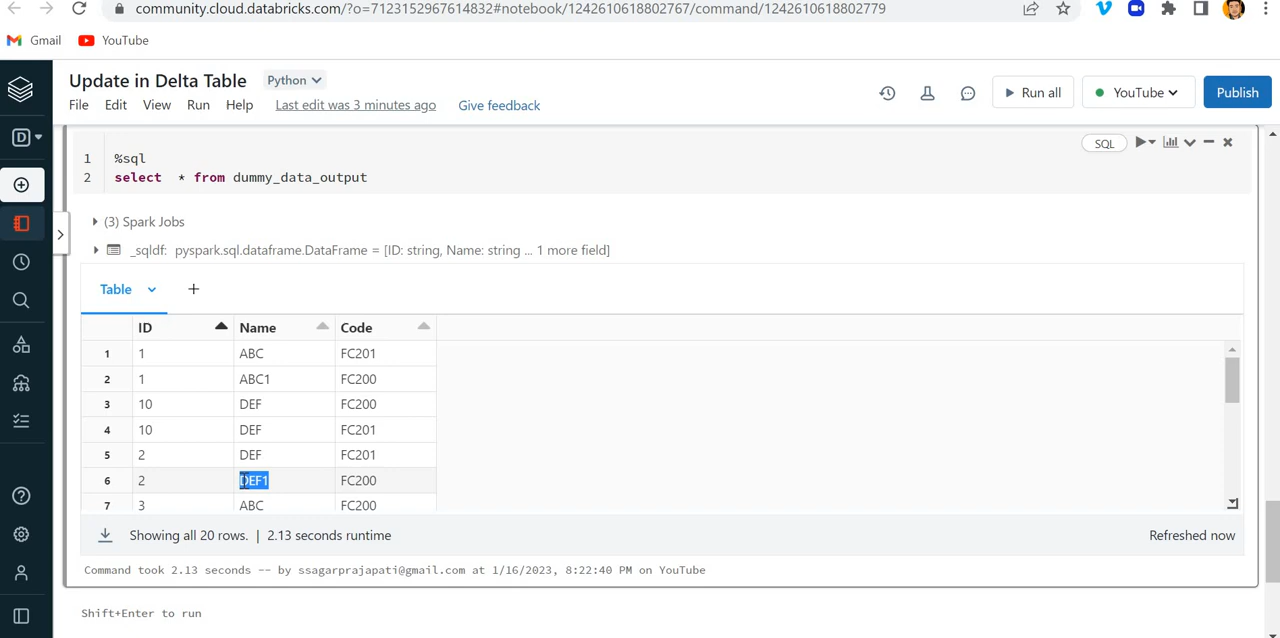 community.cloud.databricks.com/?o=7123152967614832#notebook/1242610618802767/command/1242610618802779
Gmail YouTube
Update in Delta Table Python
File Edit View Run Help Last edit was 3 minutes ago Give feedback
Run all YouTube Publish
D
SQL
1 %sql
2 select * from dummy_data_output
(3) Spark Jobs
_sqldf: pyspark.sql.dataframe.DataFrame = [ID: string, Name: string ... 1 more field]
Table +
ID Name Code
1 1 ABC FC201
2 1 ABC1 FC200
3 10 DEF FC200
4 10 DEF FC201
5 2 DEF FC201
6 2 DEF1 FC200
7 3 ABC FC200
Showing all 20 rows. | 2.13 seconds runtime Refreshed now
Command took 2.13 seconds -- by ssagarprajapati@gmail.com at 1/16/2023, 8:22:40 PM on YouTube
Shift+Enter to run